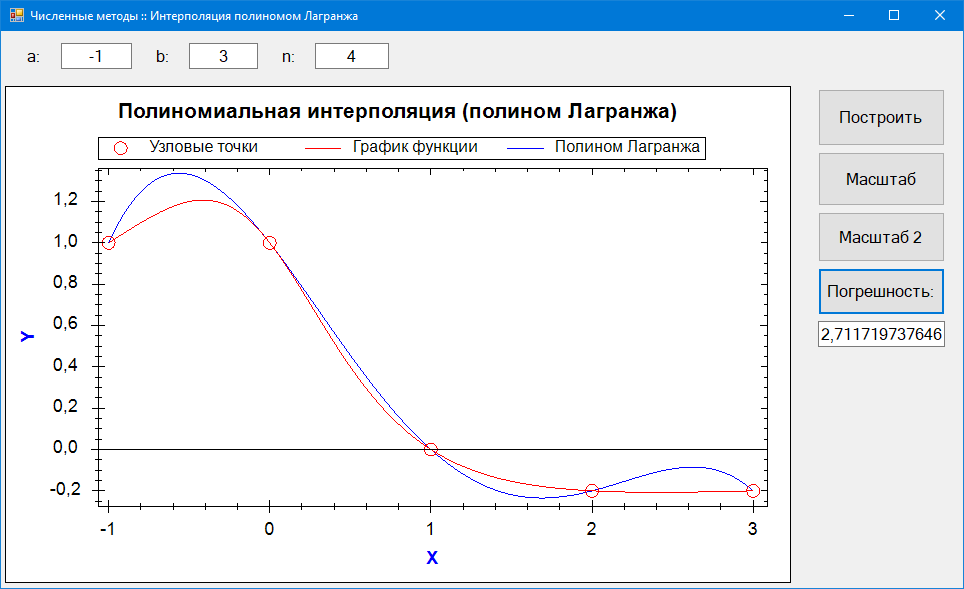 Численные методы :: Интерполяция полиномом Лагранжа
a: -1 b: 3 n: 4
Полиномиальная интерполяция (полином Лагранжа)
Узловые точки График функции Полином Лагранжа
1,2
1,0
0,8
0,6
0,4
0,2
0,0
-0,2
Y
-1 0 1 2 3
X
Построить
Масштаб
Масштаб 2
Погрешность:
2,711719737646